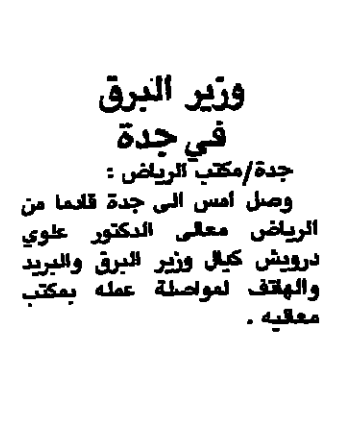 وزير البرق
في جدة
جدة/مكتب الرياض :
وصل امس الى جدة قادما من
الرياض معالى الدكتور علوي
درويش كيال وزير البرق والبريد
والهاتف لمواصلة عمله بمكتب
معاليه .